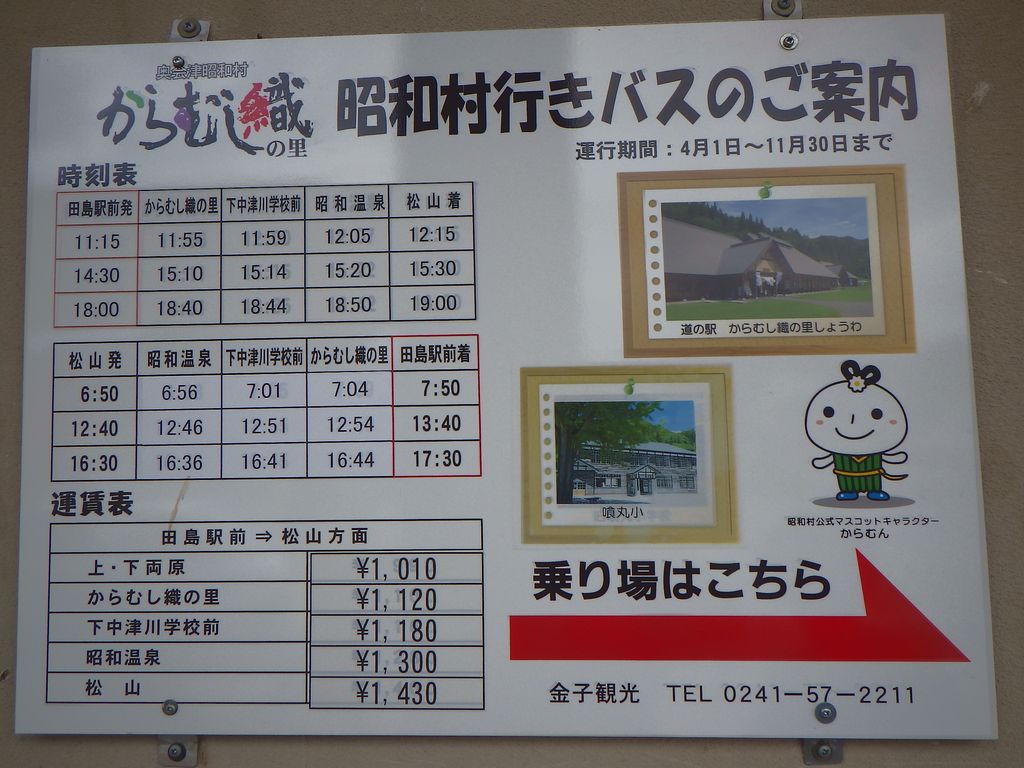 奥会津昭和村
からむし織の里
昭和村行きバスのご案内
運行期間：4月1日～11月30日まで
時刻表
田島駅前発 からむし織の里 下中津川学校前 昭和温泉 松山着
11:15 11:55 11:59 12:05 12:15
14:30 15:10 15:14 15:20 15:30
18:00 18:40 18:44 18:50 19:00
松山発 昭和温泉 下中津川学校前 からむし織の里 田島駅前着
6:50 6:56 7:01 7:04 7:50
12:40 12:46 12:51 12:54 13:40
16:30 16:36 16:41 16:44 17:30
運賃表
田島駅前⇒松山方面
上・下両原 ¥1,010
からむし織の里 ¥1,120
下中津川学校前 ¥1,180
昭和温泉 ¥1,300
松山 ¥1,430
道の駅 からむし織の里しょうわ
喰丸小
昭和村公式マスコットキャラクター
からむん
乗り場はこちら
金子観光 TEL 0241－57－2211